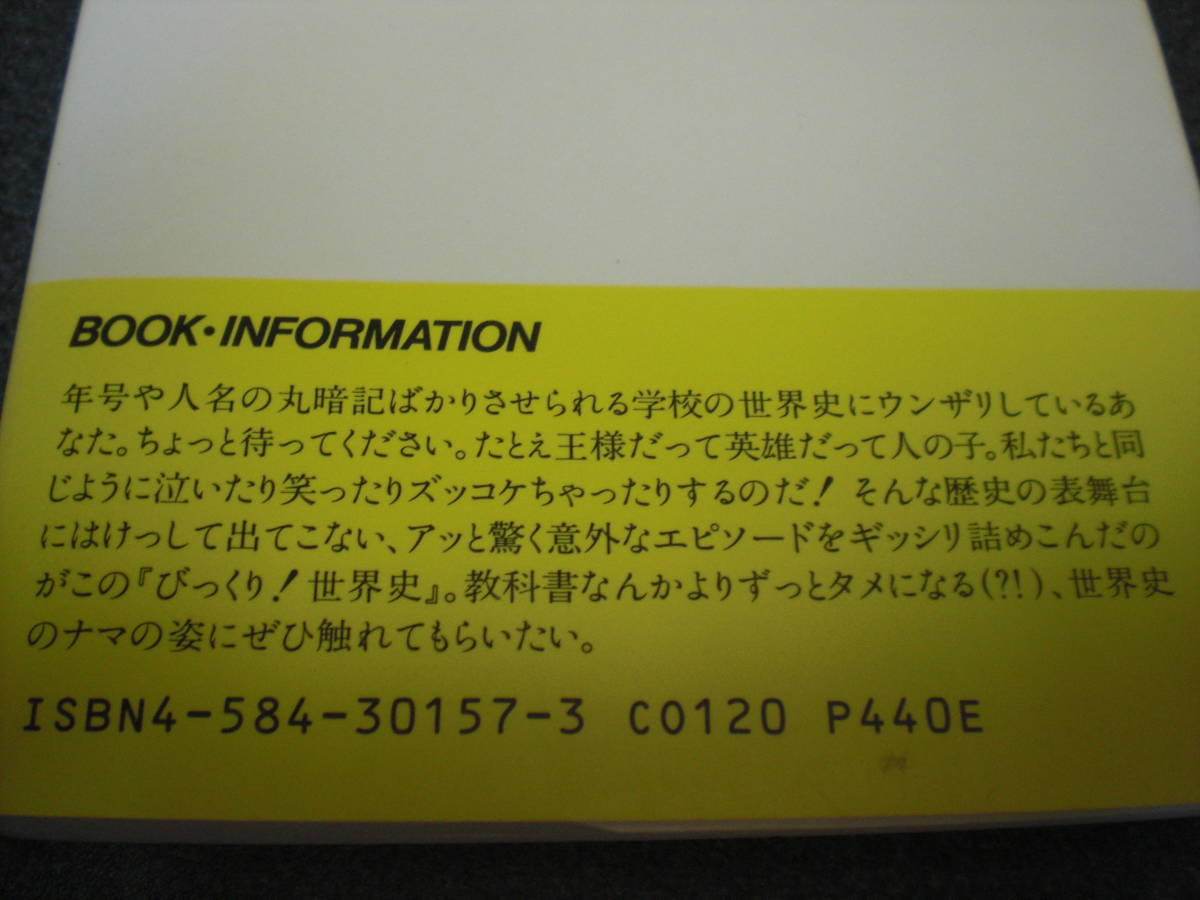 BOOK・INFORMATION
年号や人名の丸暗記ばかりさせられる学校の世界史にウンザリしているあ
なた。ちょっと待ってください。たとえ王様だって英雄だって人の子。私たちと同
じように泣いたり笑ったりズッコケちゃったりするのだ！ そんな歴史の表舞台
にはけっして出てこない、アッと驚く意外なエピソードをギッシリ詰めこんだの
がこの『びっくり！世界史』。教科書なんかよりずっとタメになる(?!)、世界史
のナマの姿にぜひ触れてもらいたい。
ISBN4-584-30157-3 C0120 P440E